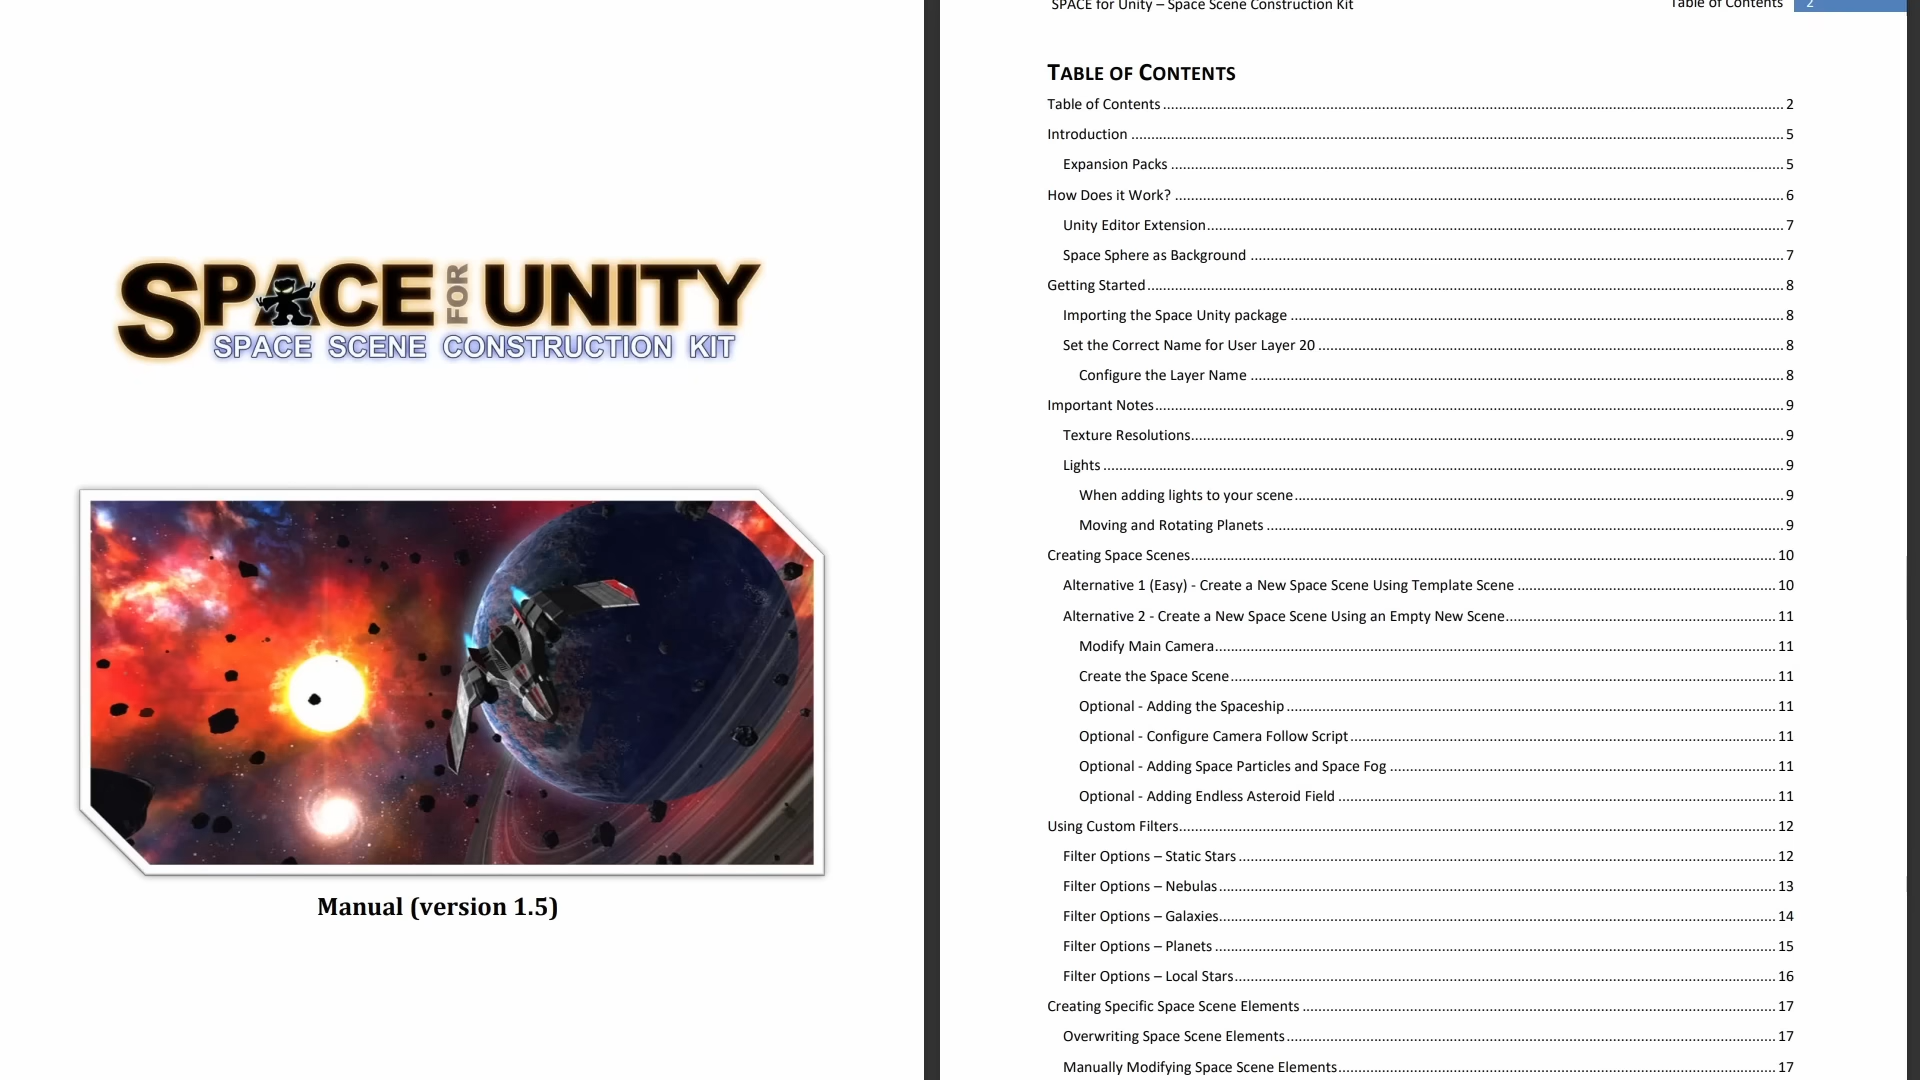 SPACE FOR UNITY
SPACE SCENE CONSTRUCTION KIT
Manual (version 1.5)
SPACE for Unity – Space Scene Construction Kit
Table of Contents 2
TABLE OF CONTENTS
Table of Contents 2
Introduction 5
Expansion Packs 5
How Does it Work? 6
Unity Editor Extension 7
Space Sphere as Background 7
Getting Started 8
Importing the Space Unity package 8
Set the Correct Name for User Layer 20 8
Configure the Layer Name 8
Important Notes 9
Texture Resolutions 9
Lights 9
When adding lights to your scene 9
Moving and Rotating Planets 9
Creating Space Scenes 10
Alternative 1 (Easy) - Create a New Space Scene Using Template Scene 10
Alternative 2 - Create a New Space Scene Using an Empty New Scene 11
Modify Main Camera 11
Create the Space Scene 11
Optional - Adding the Spaceship 11
Optional - Configure Camera Follow Script 11
Optional - Adding Space Particles and Space Fog 11
Optional - Adding Endless Asteroid Field 11
Using Custom Filters 12
Filter Options – Static Stars 12
Filter Options – Nebulas 13
Filter Options – Galaxies 14
Filter Options – Planets 15
Filter Options – Local Stars 16
Creating Specific Space Scene Elements 17
Overwriting Space Scene Elements 17
Manually Modifying Space Scene Elements 17